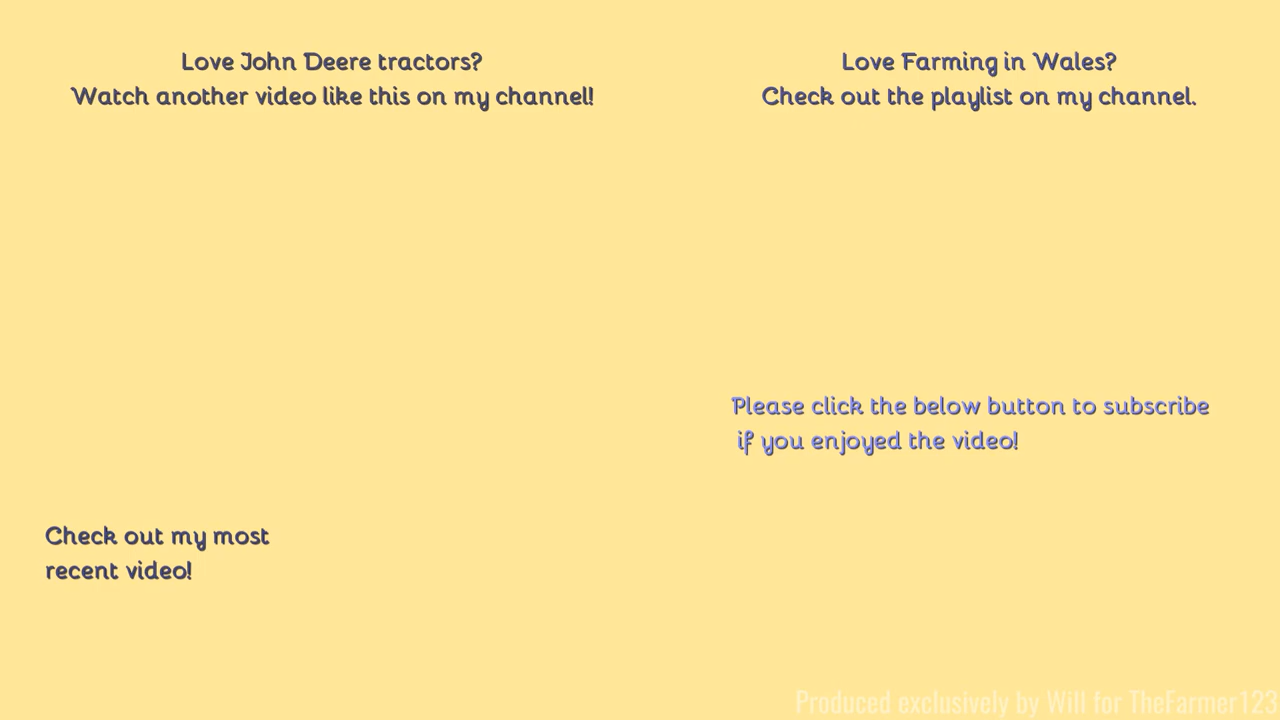 Love John Deere tractors?
Watch another video like this on my channel!
Love Farming in Wales?
Check out the playlist on my channel.
Please click the below button to subscribe
if you enjoyed the video!
Check out my most
recent video!
Produced exclusively by Will for TheFarmer123